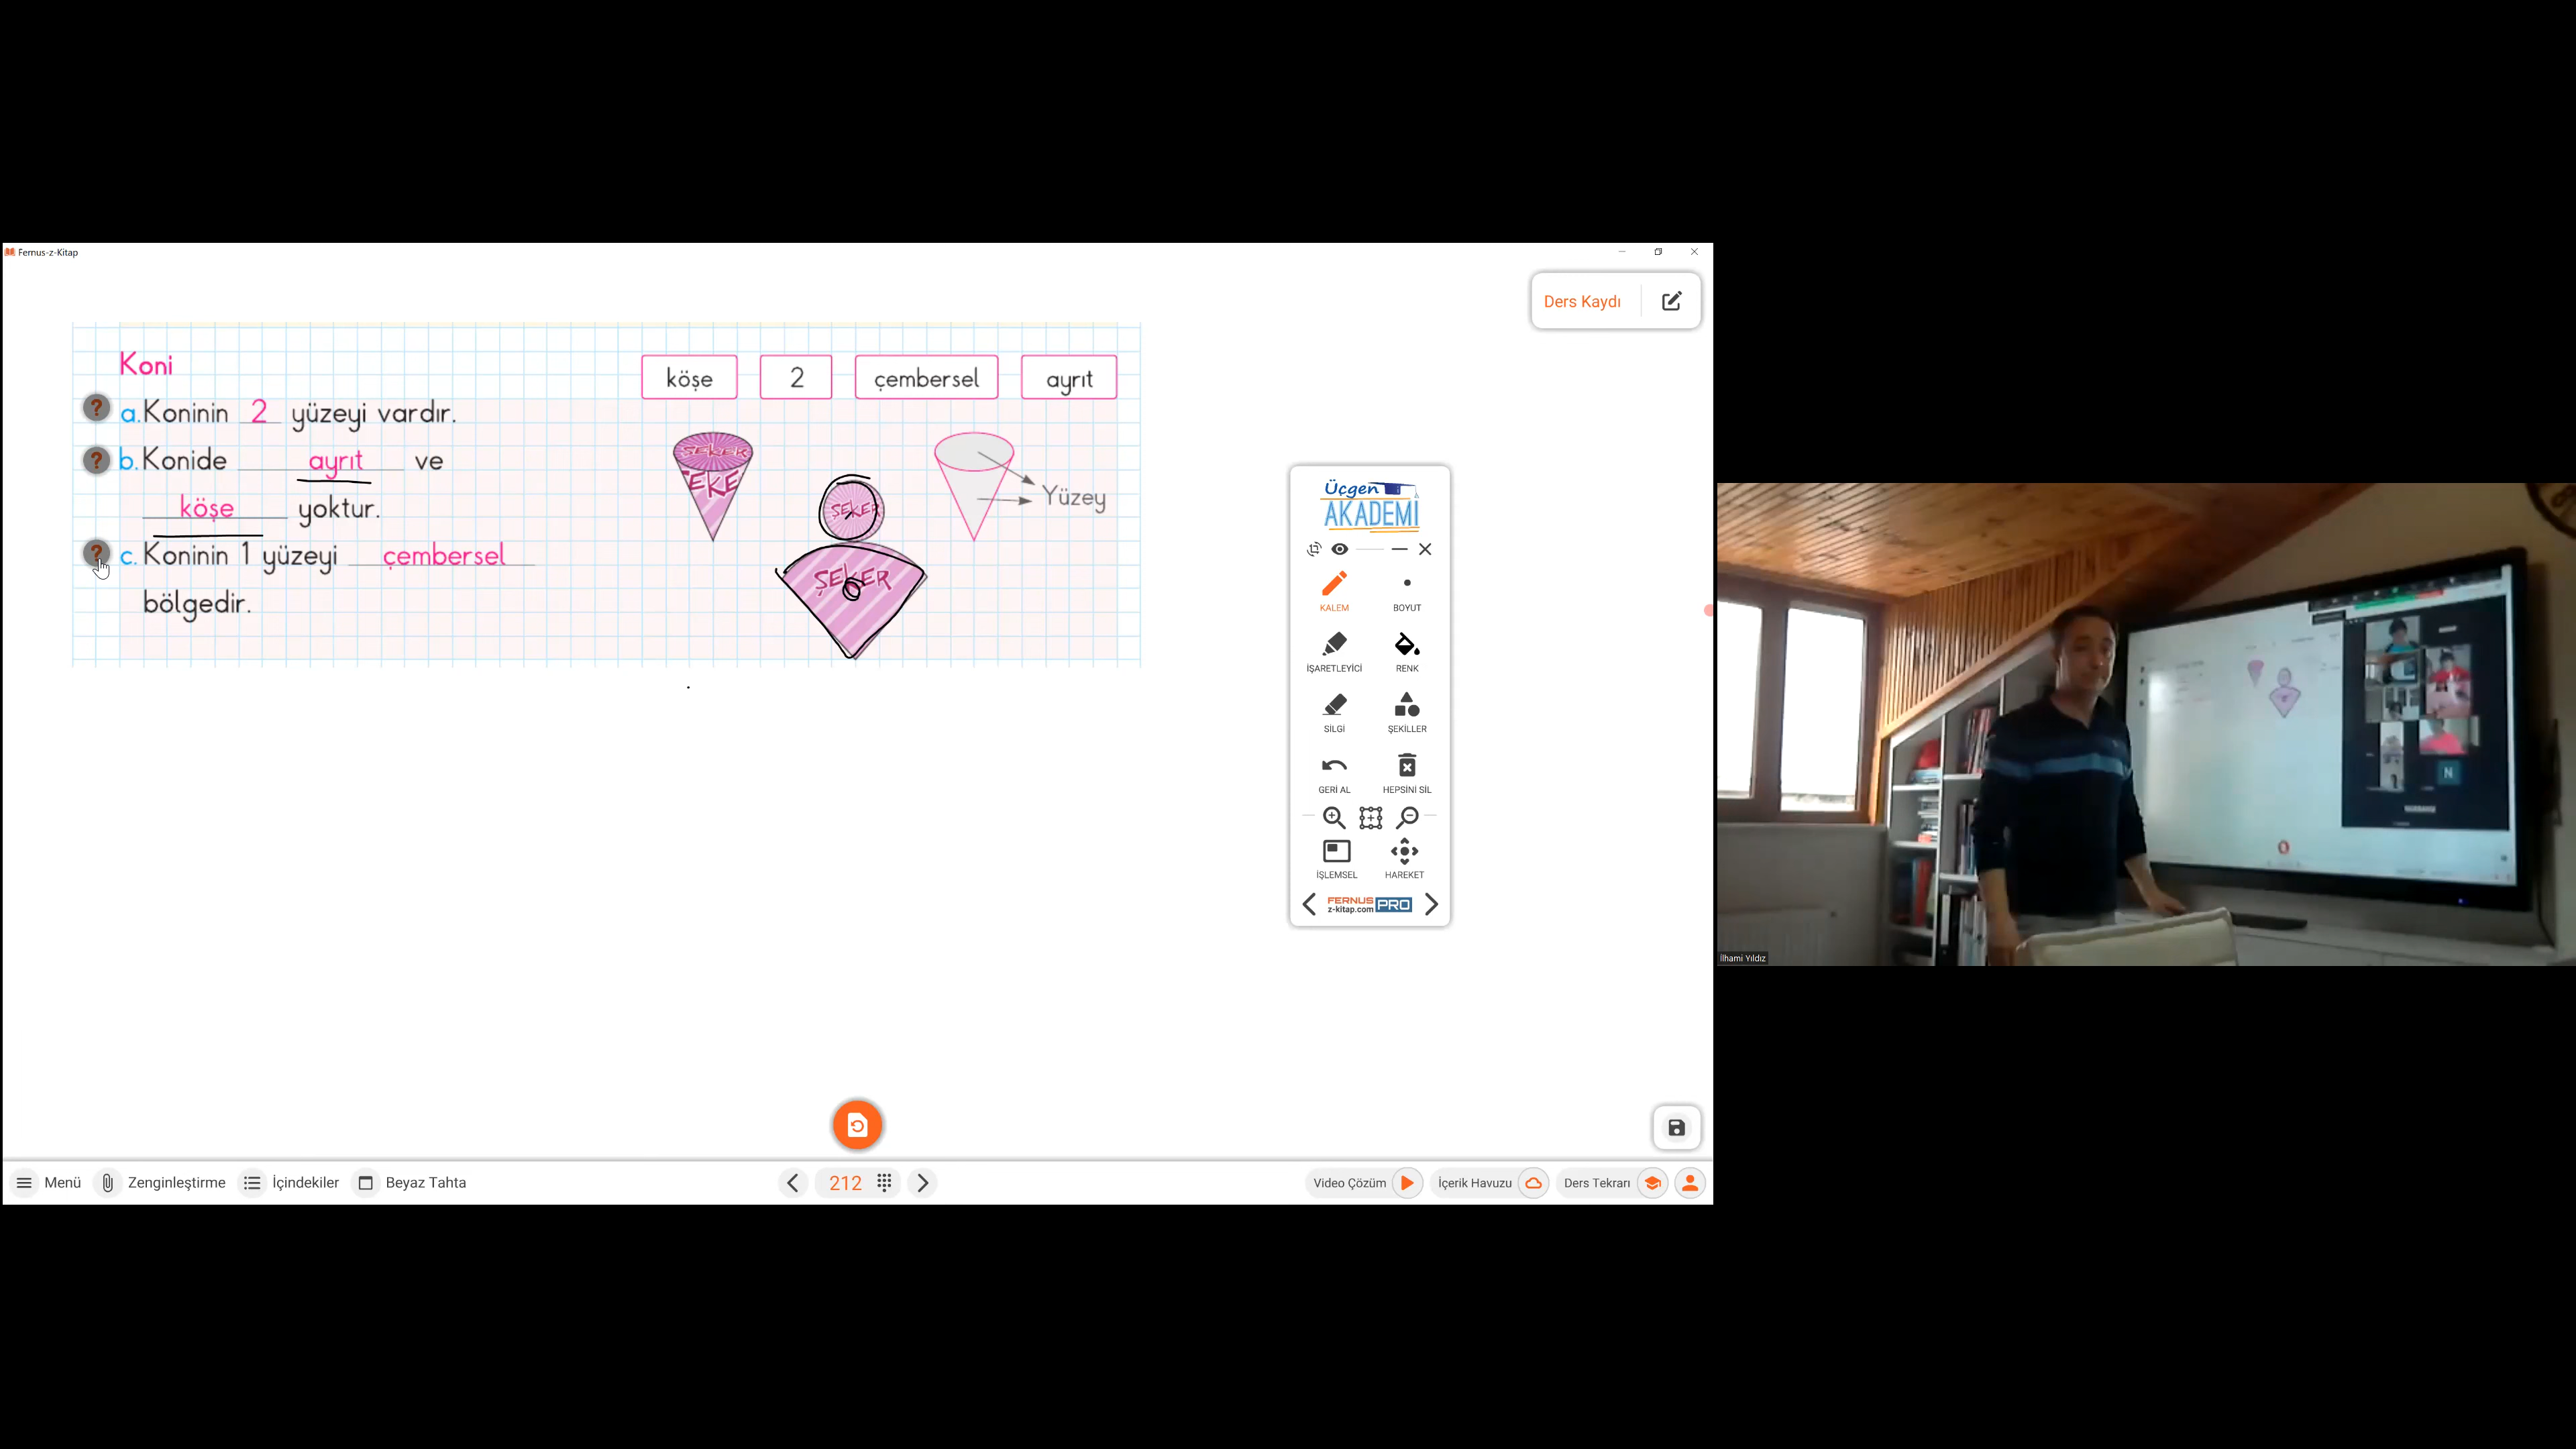 Fernus-z-Kitap
Ders Kaydı
Koni
köşe
2
çembersel
ayrıt
a. Koninin 2 yüzeyi vardır.
b. Konide ayrıt ve
köşe yoktur.
c. Koninin 1 yüzeyi çembersel
bölgedir.
ŞEKER
ŞEKER
ŞEKER
Yüzey
Üçgen
AKADEMİ
KALEM
BOYUT
İŞARETLEYİCİ
RENK
SİLGİ
ŞEKİLLER
GERİ AL
HEPSİNİ SİL
İŞLEMSEL
HAREKET
FERNUS
z-kitap.com PRO
İlhami Yıldız
N
Menü
Zenginleştirme
İçindekiler
Beyaz Tahta
212
Video Çözüm
İçerik Havuzu
Ders Tekrarı